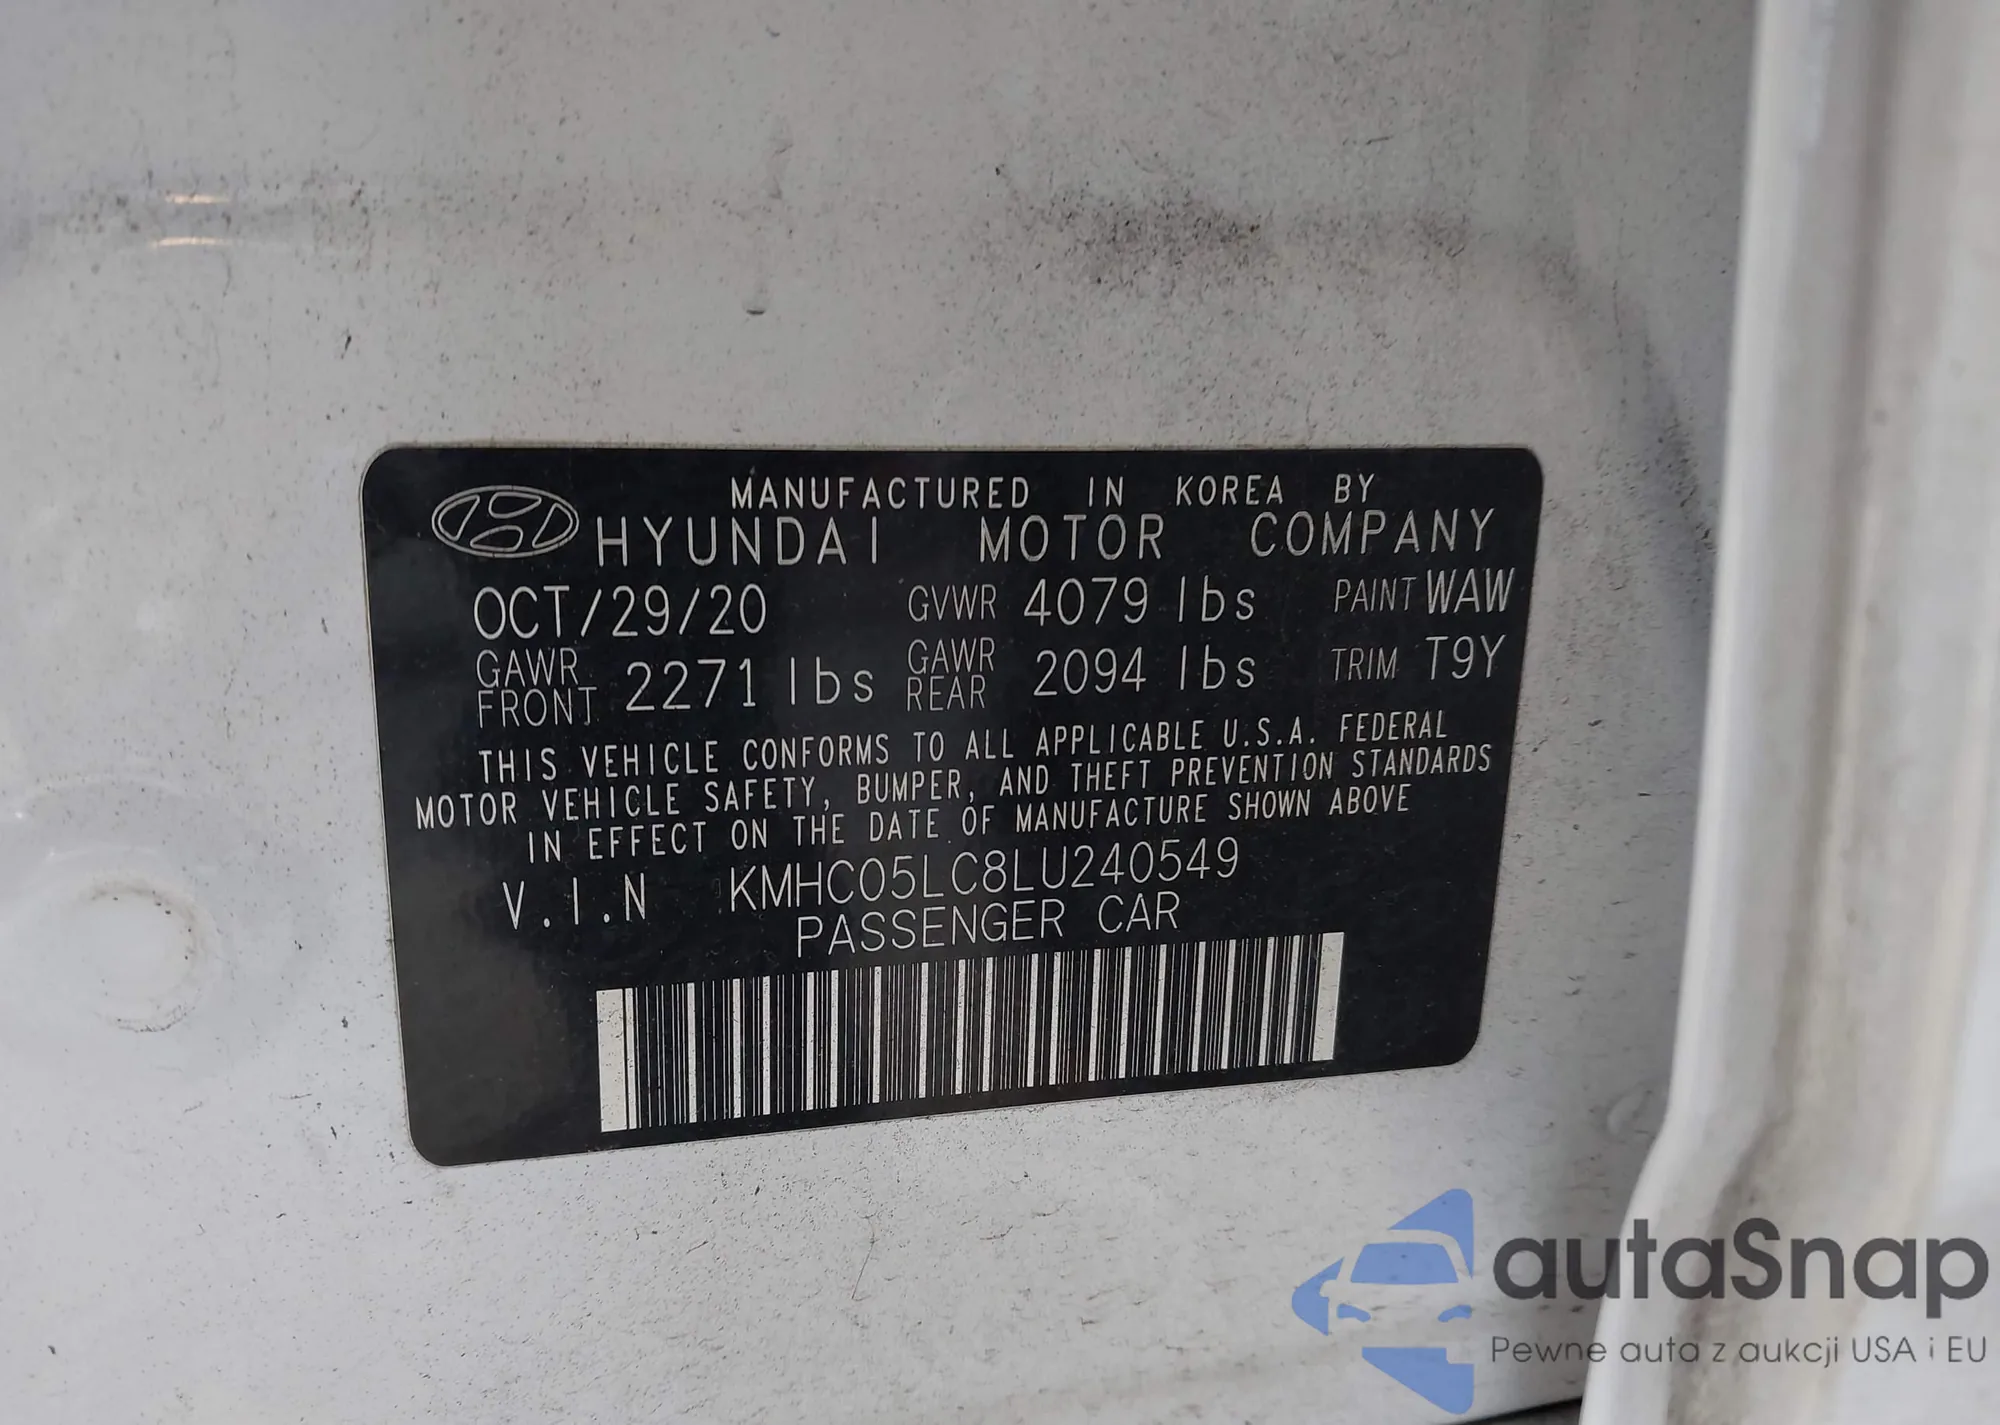 MANUFACTURED IN KOREA BY
HYUNDAI MOTOR COMPANY
OCT/29/20 GVWR 4079 lbs PAINT WAW
GAWR FRONT 2271 lbs GAWR REAR 2094 lbs TRIM T9Y
THIS VEHICLE CONFORMS TO ALL APPLICABLE U.S.A. FEDERAL
MOTOR VEHICLE SAFETY, BUMPER, AND THEFT PREVENTION STANDARDS
IN EFFECT ON THE DATE OF MANUFACTURE SHOWN ABOVE
V.I.N KMHC05LC8LU240549
PASSENGER CAR
autaSnap
Pewne auta z aukcji USA i EU